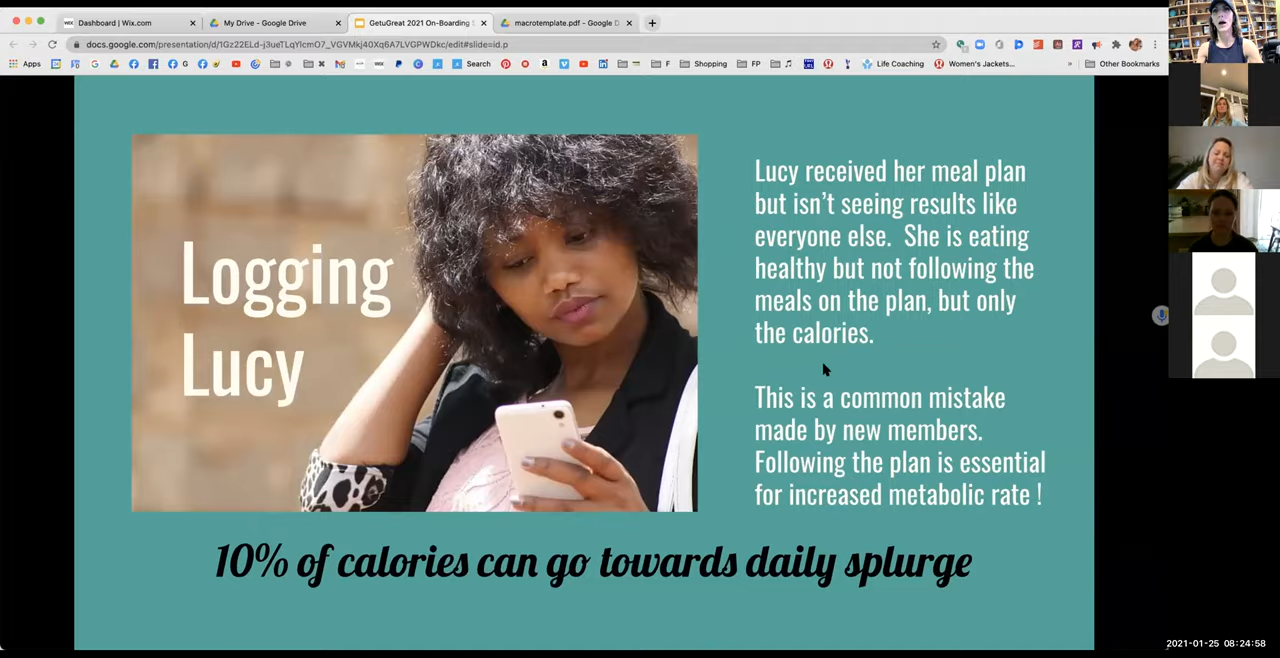 Dashboard | Wix.com
My Drive - Google Drive
GetuGreat 2021 On-Boarding
macrotemplate.pdf - Google D
docs.google.com/presentation/d/1Gz22ELd-j3ueTLqYlcmO7_VGVMkj40Xq6A7LVGPWDkc/edit#slide=id.p
Apps
G
Search
F
Shopping
FP
Life Coaching
Women's Jackets...
»
Other Bookmarks
Logging
Lucy
Lucy received her meal plan
but isn't seeing results like
everyone else. She is eating
healthy but not following the
meals on the plan, but only
the calories.
This is a common mistake
made by new members.
Following the plan is essential
for increased metabolic rate !
10% of calories can go towards daily splurge
2021-01-25 08:24:58